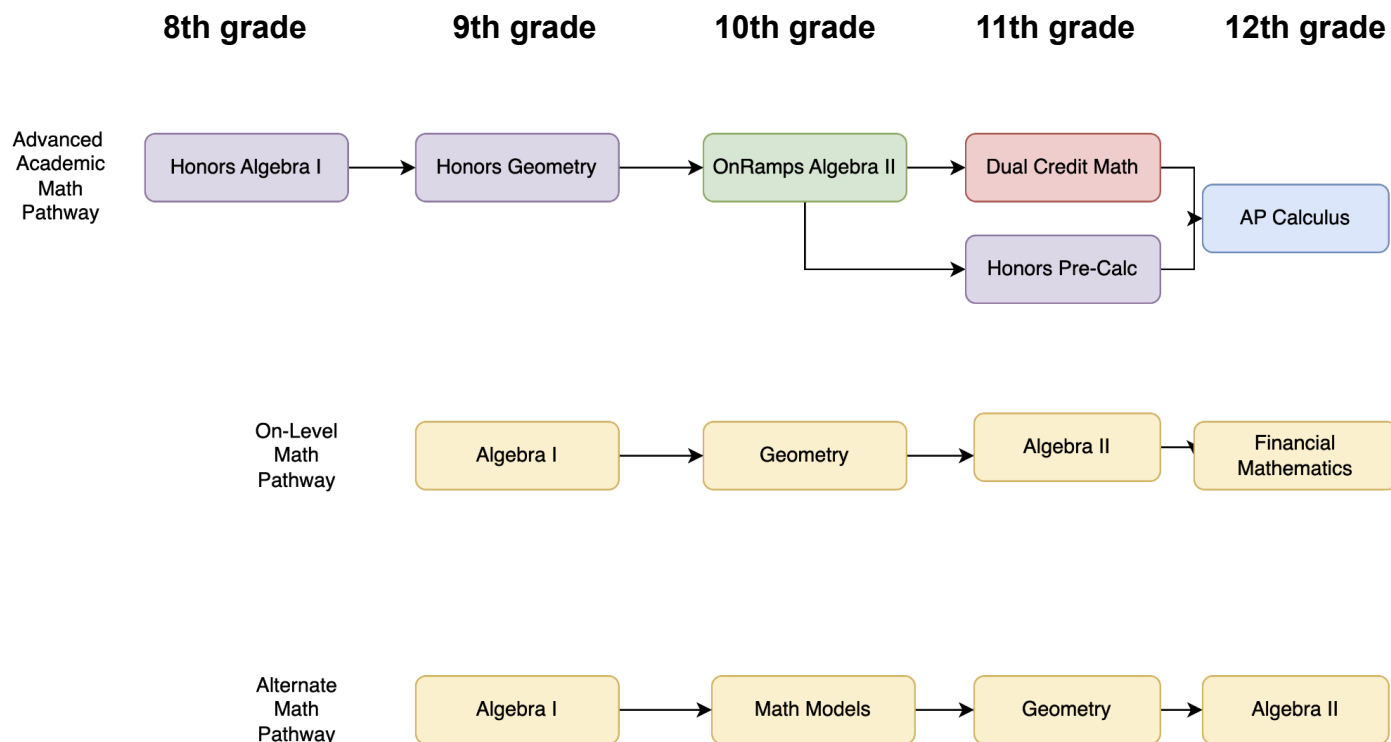 8th grade 9th grade 10th grade 11th grade 12th grade
Advanced
Academic
Math
Pathway
Honors Algebra I
Honors Geometry
OnRamps Algebra II
Dual Credit Math
Honors Pre-Calc
AP Calculus
On-Level
Math
Pathway
Algebra I
Geometry
Algebra II
Financial
Mathematics
Alternate
Math
Pathway
Algebra I
Math Models
Geometry
Algebra II